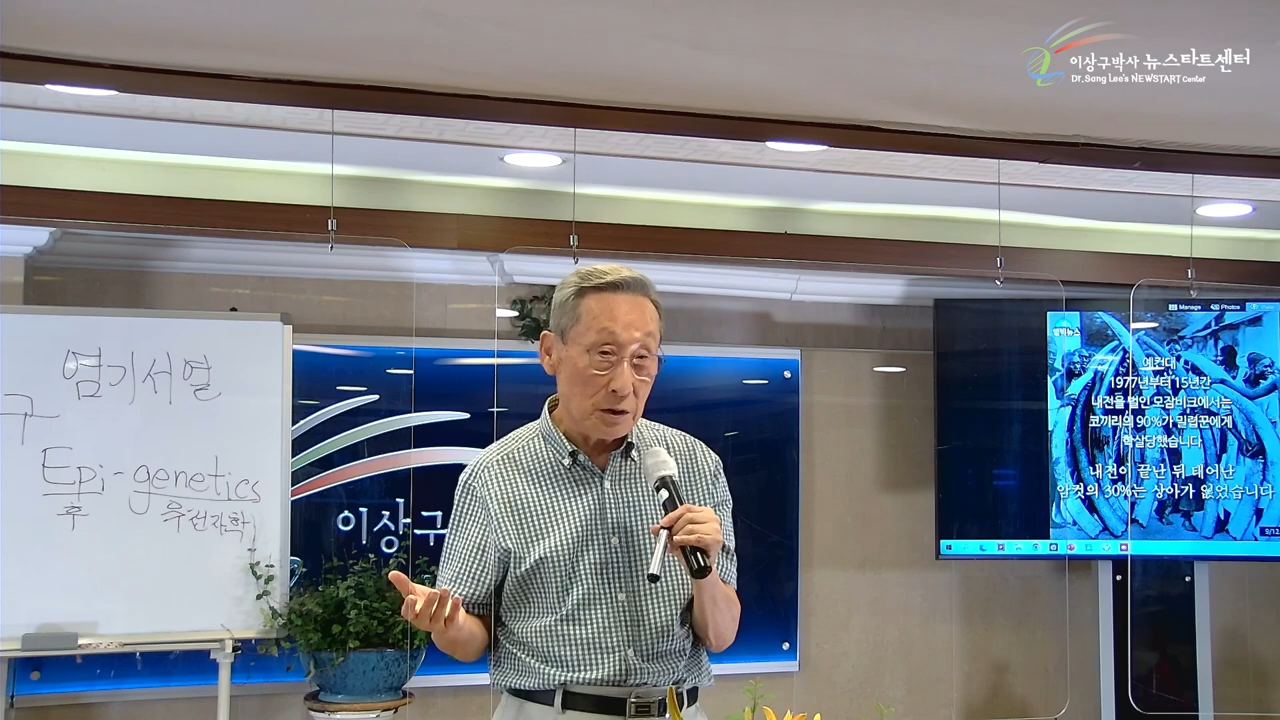 이상구박사 뉴스타트센터
Dr. Sang Lee's NEWSTART Center
염기서열
구
Epi-genetics
후 유전자학
이상구
Manage Photos
예컨대
1977년부터 15년간
내전을 벌인 모잠비크에서는
코끼리의 90%가 밀렵꾼에게
학살당했습니다
내전이 끝난 뒤 태어난
암컷의 30%는 상아가 없었습니다
9/12